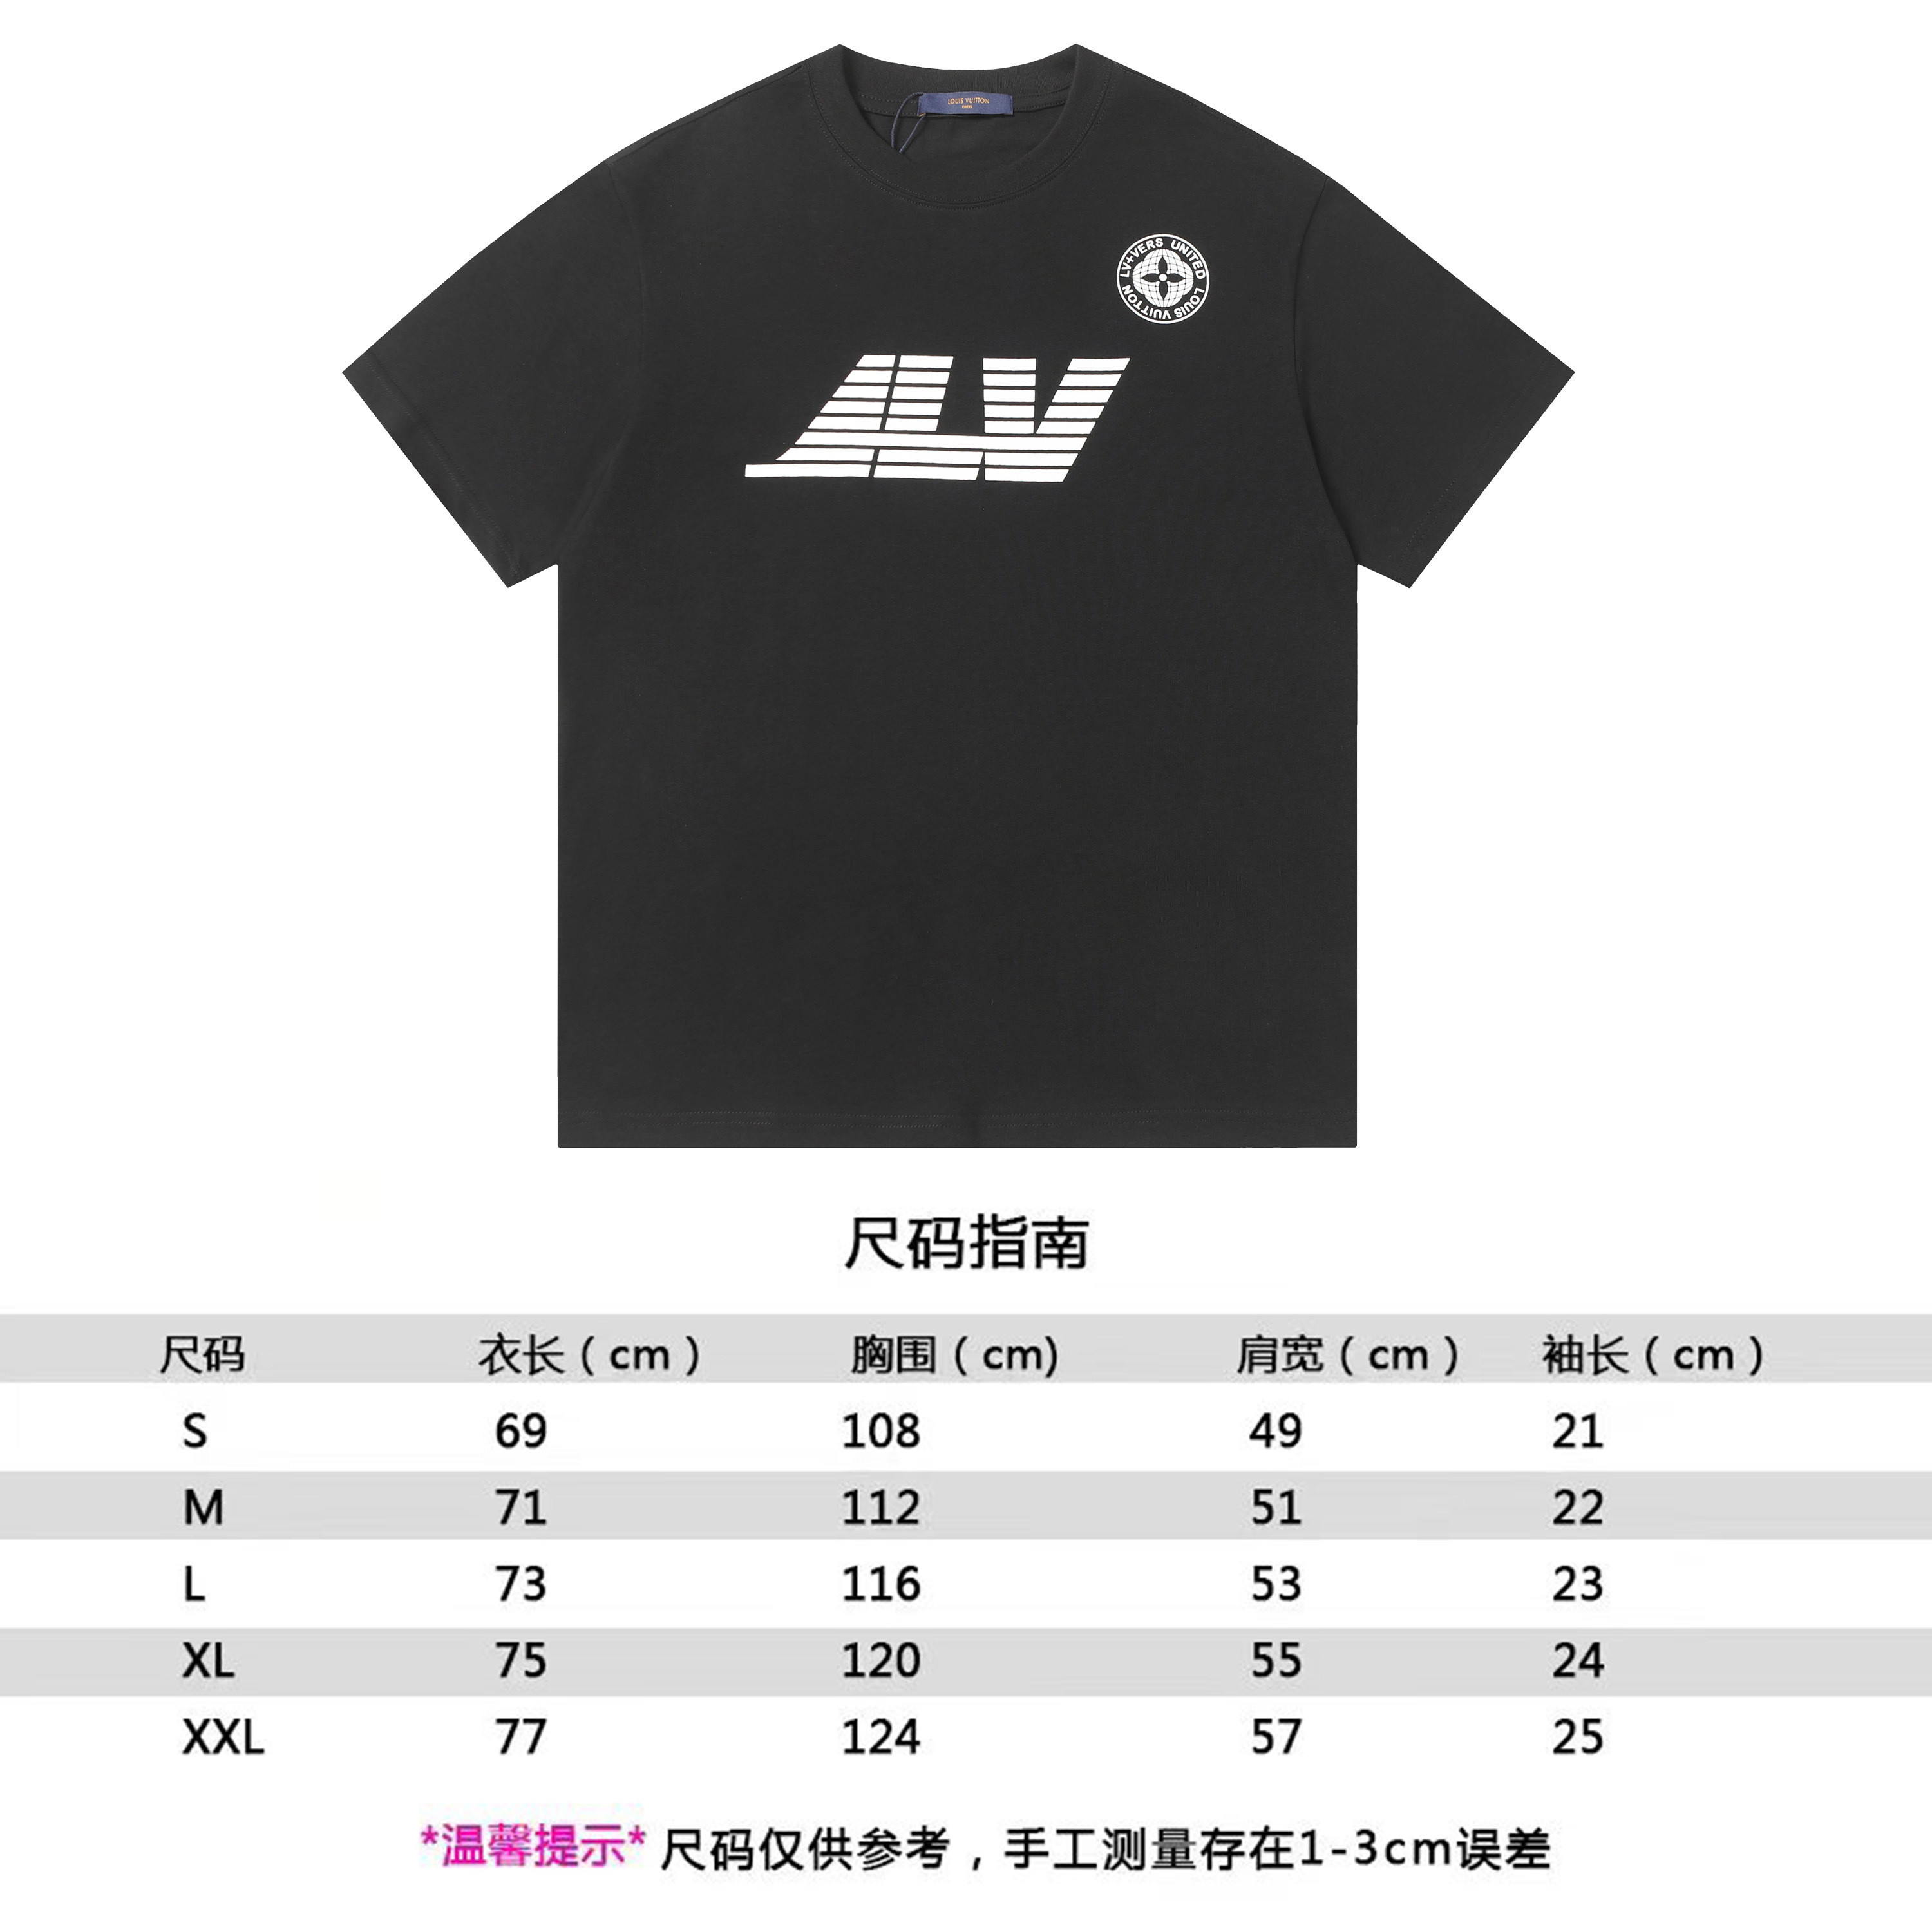 LOUIS VUITTON
PARIS
LV+VERS UNITED LOUIS VUITTON
LV
尺码指南
尺码 衣长（cm） 胸围（cm) 肩宽（cm） 袖长（cm）
S 69 108 49 21
M 71 112 51 22
L 73 116 53 23
XL 75 120 55 24
XXL 77 124 57 25
*温馨提示* 尺码仅供参考，手工测量存在1-3cm误差